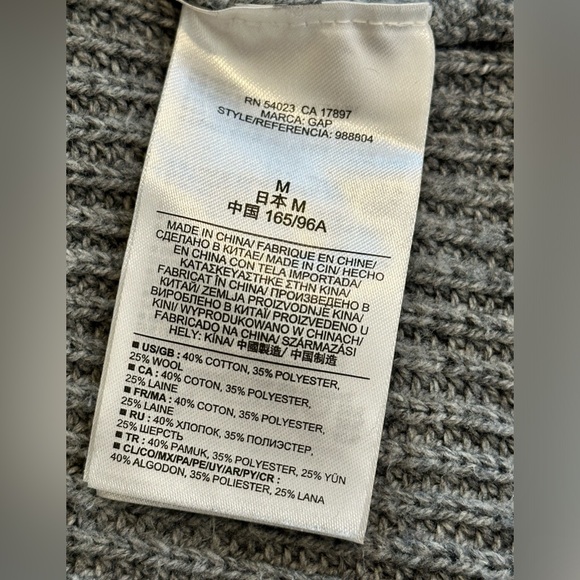 RN 54023 CA 17897
MARCA: GAP
STYLE/REFERENCIA: 988804
M
日本 M
中国 165/96A
MADE IN CHINA/ FABRIQUE EN CHINE/
СДЕЛАНО В КИТАЕ/ MADE IN CIN/ HECHO
EN CHINA CON TELA IMPORTADA/
ΚΑΤΑΣΚΕΥΑΣΤΗΚΕ ΣΤΗΝ ΚΙΝΑ/
FABRICAT ÎN CHINA/ ПРОИЗВЕДЕНО В
КИТАЙ/ ZEMLJA PROIZVODNJE KINA/
ВИРОБЛЕНО В КИТАЇ/ PROIZVEDENO U
KINI/ WYPRODUKOWANO W CHINACH/
FABRICADO NA CHINA/ SZÁRMAZÁSI
HELY: KÍNA/ 中國製造/ 中国制造
■ US/GB : 40% COTTON, 35% POLYESTER,
25% WOOL
■ CA : 40% COTON, 35% POLYESTER,
25% LAINE
■ FR/MA : 40% COTON, 35% POLYESTER,
25% LAINE
■ RU : 40% ХЛОПОК, 35% ПОЛИЭСТЕР,
25% ШЕРСТЬ
■ TR : 40% PAMUK, 35% POLYESTER, 25% YÜN
■ CL/CO/MX/PA/PE/UY/AR/PY/CR :
40% ALGODON, 35% POLIESTER, 25% LANA